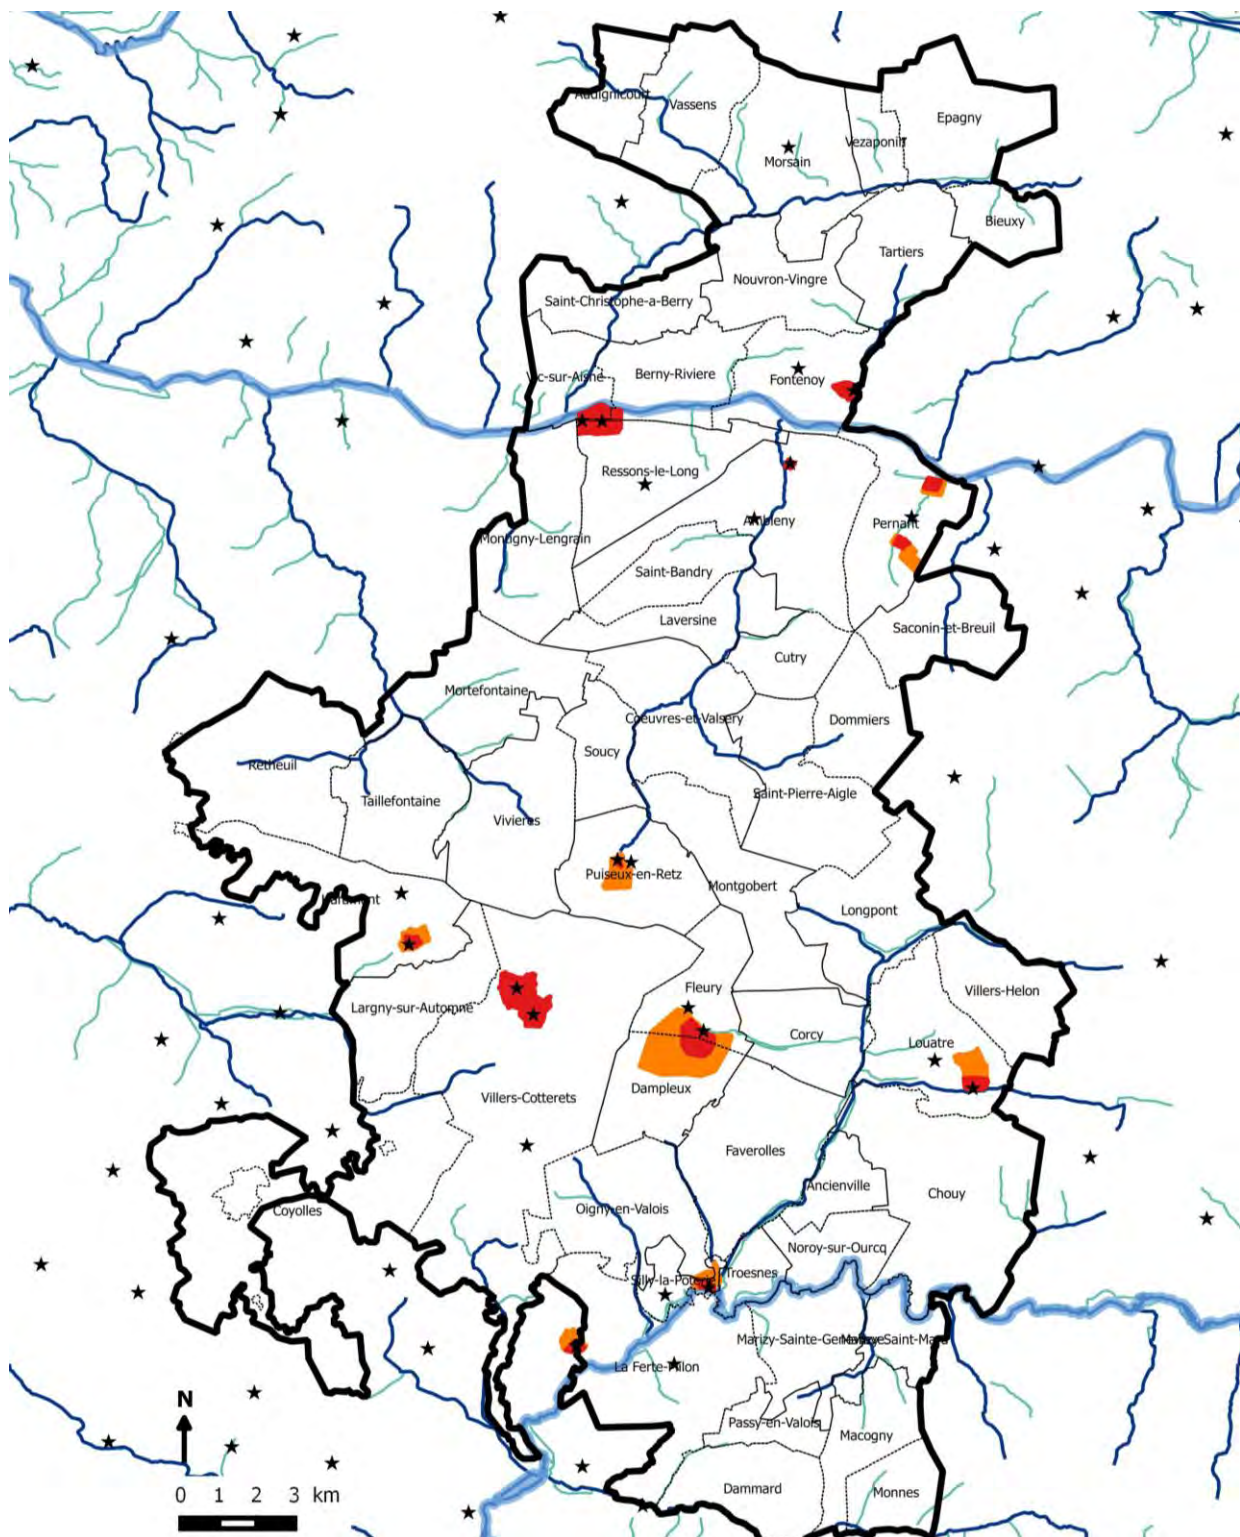 Audignicourt
Vassens
Epagny
Morsain
Vezaponin
Bieuxy
Tartiers
Nouvron-Vingre
Saint-Christophe-a-Berry
Vic-sur-Aisne
Berny-Riviere
Fontenoy
Ressons-le-Long
Ambleny
Pernant
Montigny-Lengrain
Saint-Bandry
Laversine
Saconin-et-Breuil
Cutry
Mortefontaine
Coeuvres-et-Valsery
Dommiers
Soucy
Retheuil
Taillefontaine
Saint-Pierre-Aigle
Vivieres
Puiseux-en-Retz
Montgobert
Haramont
Longpont
Fleury
Villers-Helon
Largny-sur-Automne
Corcy
Louatre
Dampleux
Villers-Cotterets
Faverolles
Ancienville
Chouy
Coyolles
Oigny-en-Valois
Noroy-sur-Ourcq
Silly-la-Poterie
Troesnes
Marizy-Sainte-Genevieve
Marizy-Saint-Mard
La Ferte-Milon
N
Passy-en-Valois
Macogny
Dammard
Monnes
0 1 2 3 km